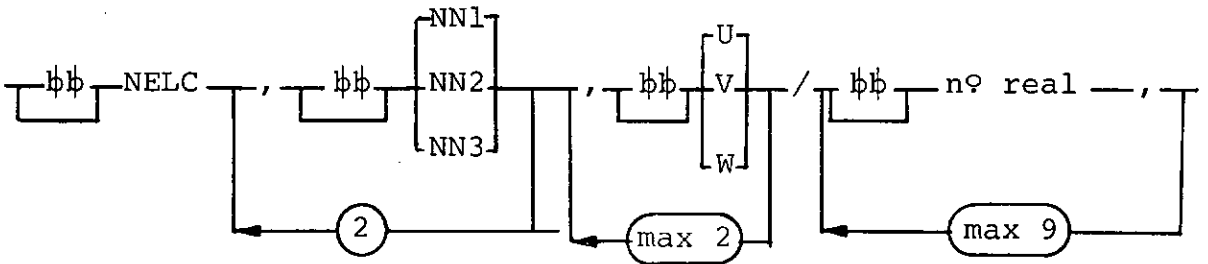 NN1 U
ƀƀ NELC , ƀƀ NN2 , ƀƀ V / ƀƀ nº real ,
NN3 W
2 max 2 max 9